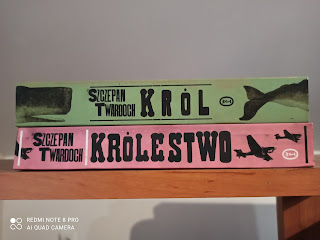 SZCZEPAN
TWARDOCH KRÓL
SZCZEPAN
TWARDOCH KRÓLESTWO
REDMI NOTE 8 PRO
AI QUAD CAMERA